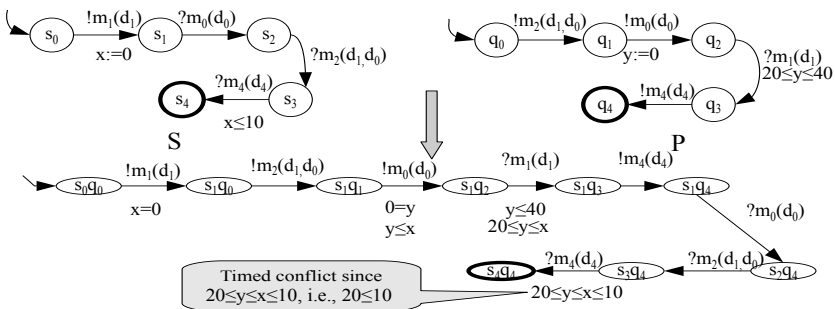 !m₁(d₁) ?m₀(d₀)
s₀ s₁ s₂
x:=0
?m₂(d₁,d₀)
?m₄(d₄)
s₄ s₃
x≤10
S
!m₂(d₁,d₀) !m₀(d₀)
q₀ q₁ q₂
y:=0
?m₁(d₁)
20≤y≤40
!m₄(d₄)
q₄ q₃
P
!m₁(d₁) !m₂(d₁,d₀) !m₀(d₀) ?m₁(d₁) !m₄(d₄)
s₀q₀ s₁q₀ s₁q₁ s₁q₂ s₁q₃ s₁q₄
x=0 0=y y≤40
y≤x 20≤y≤x
?m₀(d₀)
?m₄(d₄) ?m₂(d₁,d₀)
s₄q₄ s₃q₄ s₂q₄
20≤y≤x≤10
Timed conflict since
20≤y≤x≤10, i.e., 20≤10